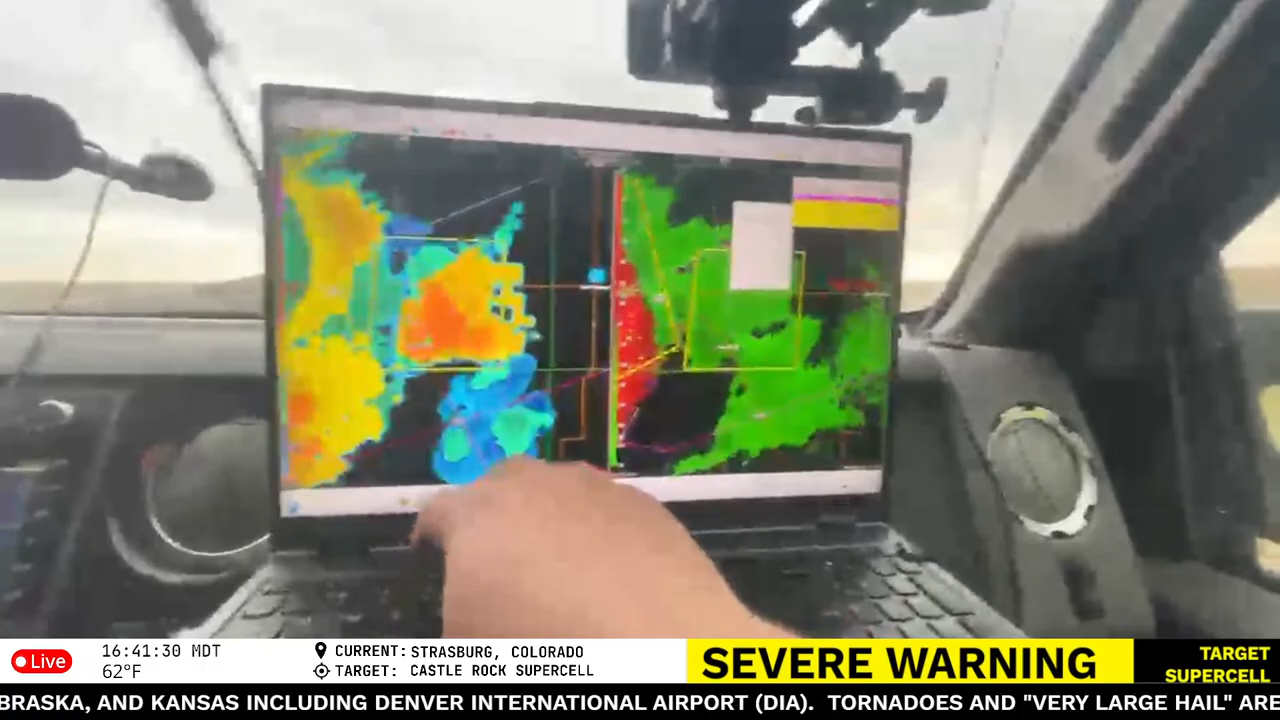 Live
16:41:30 MDT
62°F
CURRENT: STRASBURG, COLORADO
TARGET: CASTLE ROCK SUPERCELL
SEVERE WARNING
TARGET
SUPERCELL
BRASKA, AND KANSAS INCLUDING DENVER INTERNATIONAL AIRPORT (DIA). TORNADOES AND "VERY LARGE HAIL" ARE